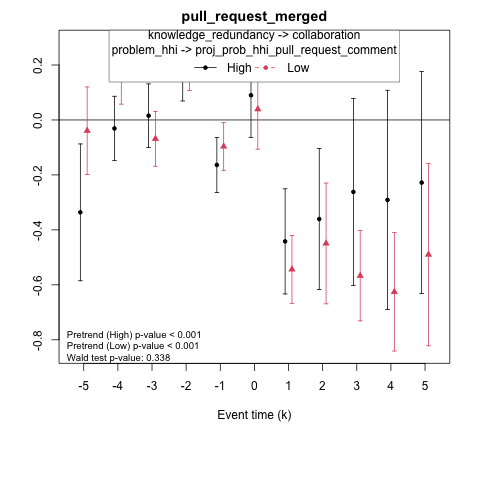 pull_request_merged
knowledge_redundancy -> collaboration
problem_hhi -> proj_prob_hhi_pull_request_comment
High Low
0.2
0.0
-0.2
-0.4
-0.6
-0.8
Pretrend (High) p-value < 0.001
Pretrend (Low) p-value < 0.001
Wald test p-value: 0.338
-5 -4 -3 -2 -1 0 1 2 3 4 5
Event time (k)